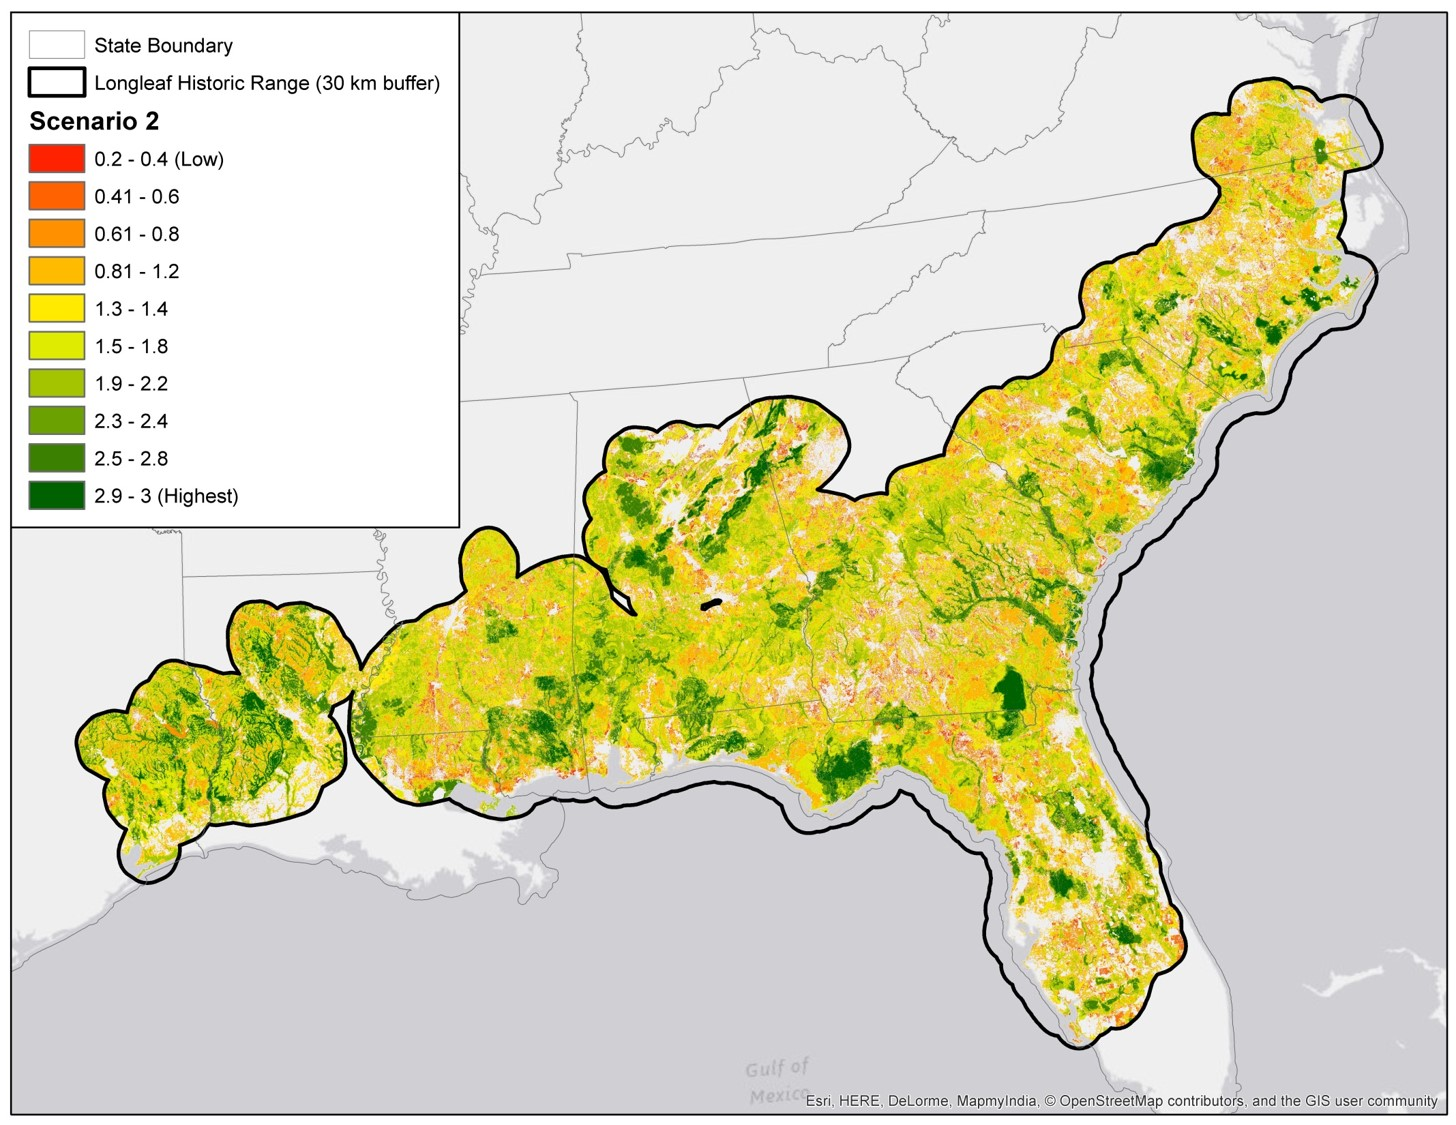 State Boundary
Longleaf Historic Range (30 km buffer)
Scenario 2
0.2 - 0.4 (Low)
0.41 - 0.6
0.61 - 0.8
0.81 - 1.2
1.3 - 1.4
1.5 - 1.8
1.9 - 2.2
2.3 - 2.4
2.5 - 2.8
2.9 - 3 (Highest)
Gulf of
Mexico
Esri, HERE, DeLorme, MapmyIndia, © OpenStreetMap contributors, and the GIS user community